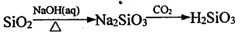 SiO₂ —NaOH(aq)/△→ Na₂SiO₃ —CO₂→ H₂SiO₃